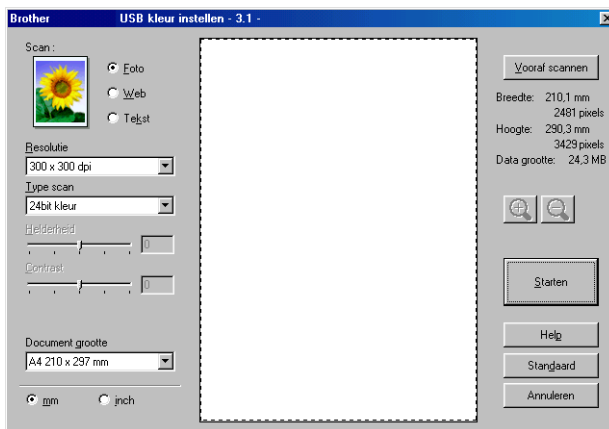 Brother USB kleur instellen - 3.1 -
Scan :
Foto
Web
Tekst
Resolutie
300 x 300 dpi
Type scan
24bit kleur
Helderheid
0
Contrast
0
Document grootte
A4 210 x 297 mm
mm inch
Vooraf scannen
Breedte: 210,1 mm
2481 pixels
Hoogte: 290,3 mm
3429 pixels
Data grootte: 24,3 MB
Starten
Help
Standaard
Annuleren